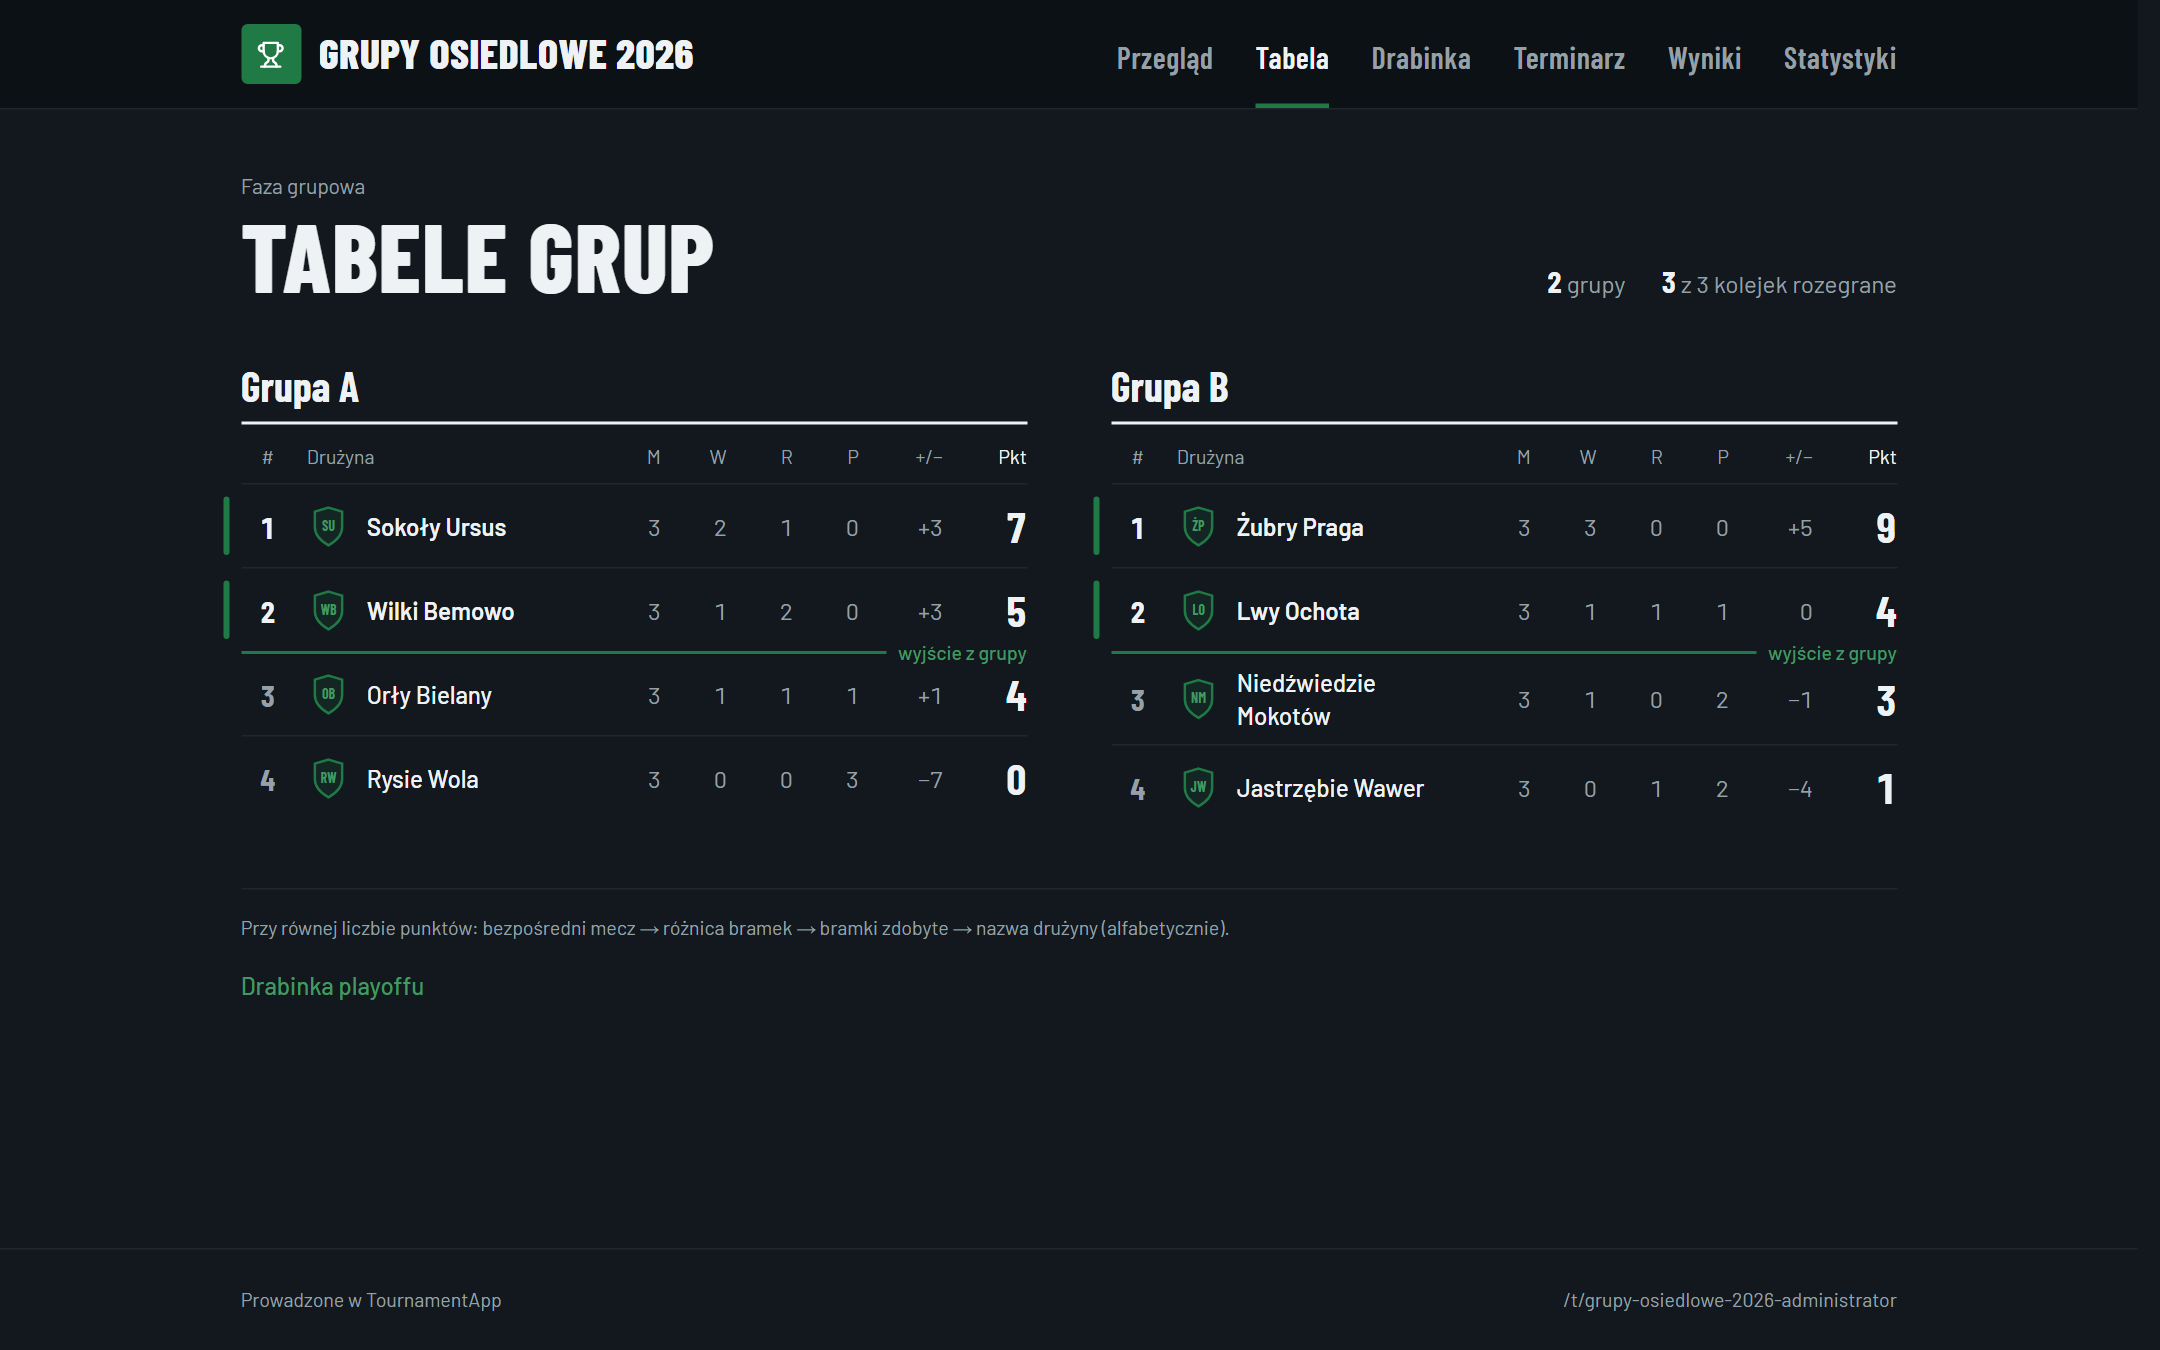 GRUPY OSIEDLOWE 2026
Przegląd Tabela Drabinka Terminarz Wyniki Statystyki
Faza grupowa
TABELE GRUP
2 grupy 3 z 3 kolejek rozegrane
Grupa A
# Drużyna M W R P +/− Pkt
1 SU Sokoły Ursus 3 2 1 0 +3 7
2 WB Wilki Bemowo 3 1 2 0 +3 5
wyjście z grupy
3 OB Orły Bielany 3 1 1 1 +1 4
4 RW Rysie Wola 3 0 0 3 −7 0
Grupa B
# Drużyna M W R P +/− Pkt
1 ŻP Żubry Praga 3 3 0 0 +5 9
2 LO Lwy Ochota 3 1 1 1 0 4
wyjście z grupy
3 NM Niedźwiedzie Mokotów 3 1 0 2 −1 3
4 JW Jastrzębie Wawer 3 0 1 2 −4 1
Przy równej liczbie punktów: bezpośredni mecz → różnica bramek → bramki zdobyte → nazwa drużyny (alfabetycznie).
Drabinka playoffu
Prowadzone w TournamentApp
/t/grupy-osiedlowe-2026-administrator